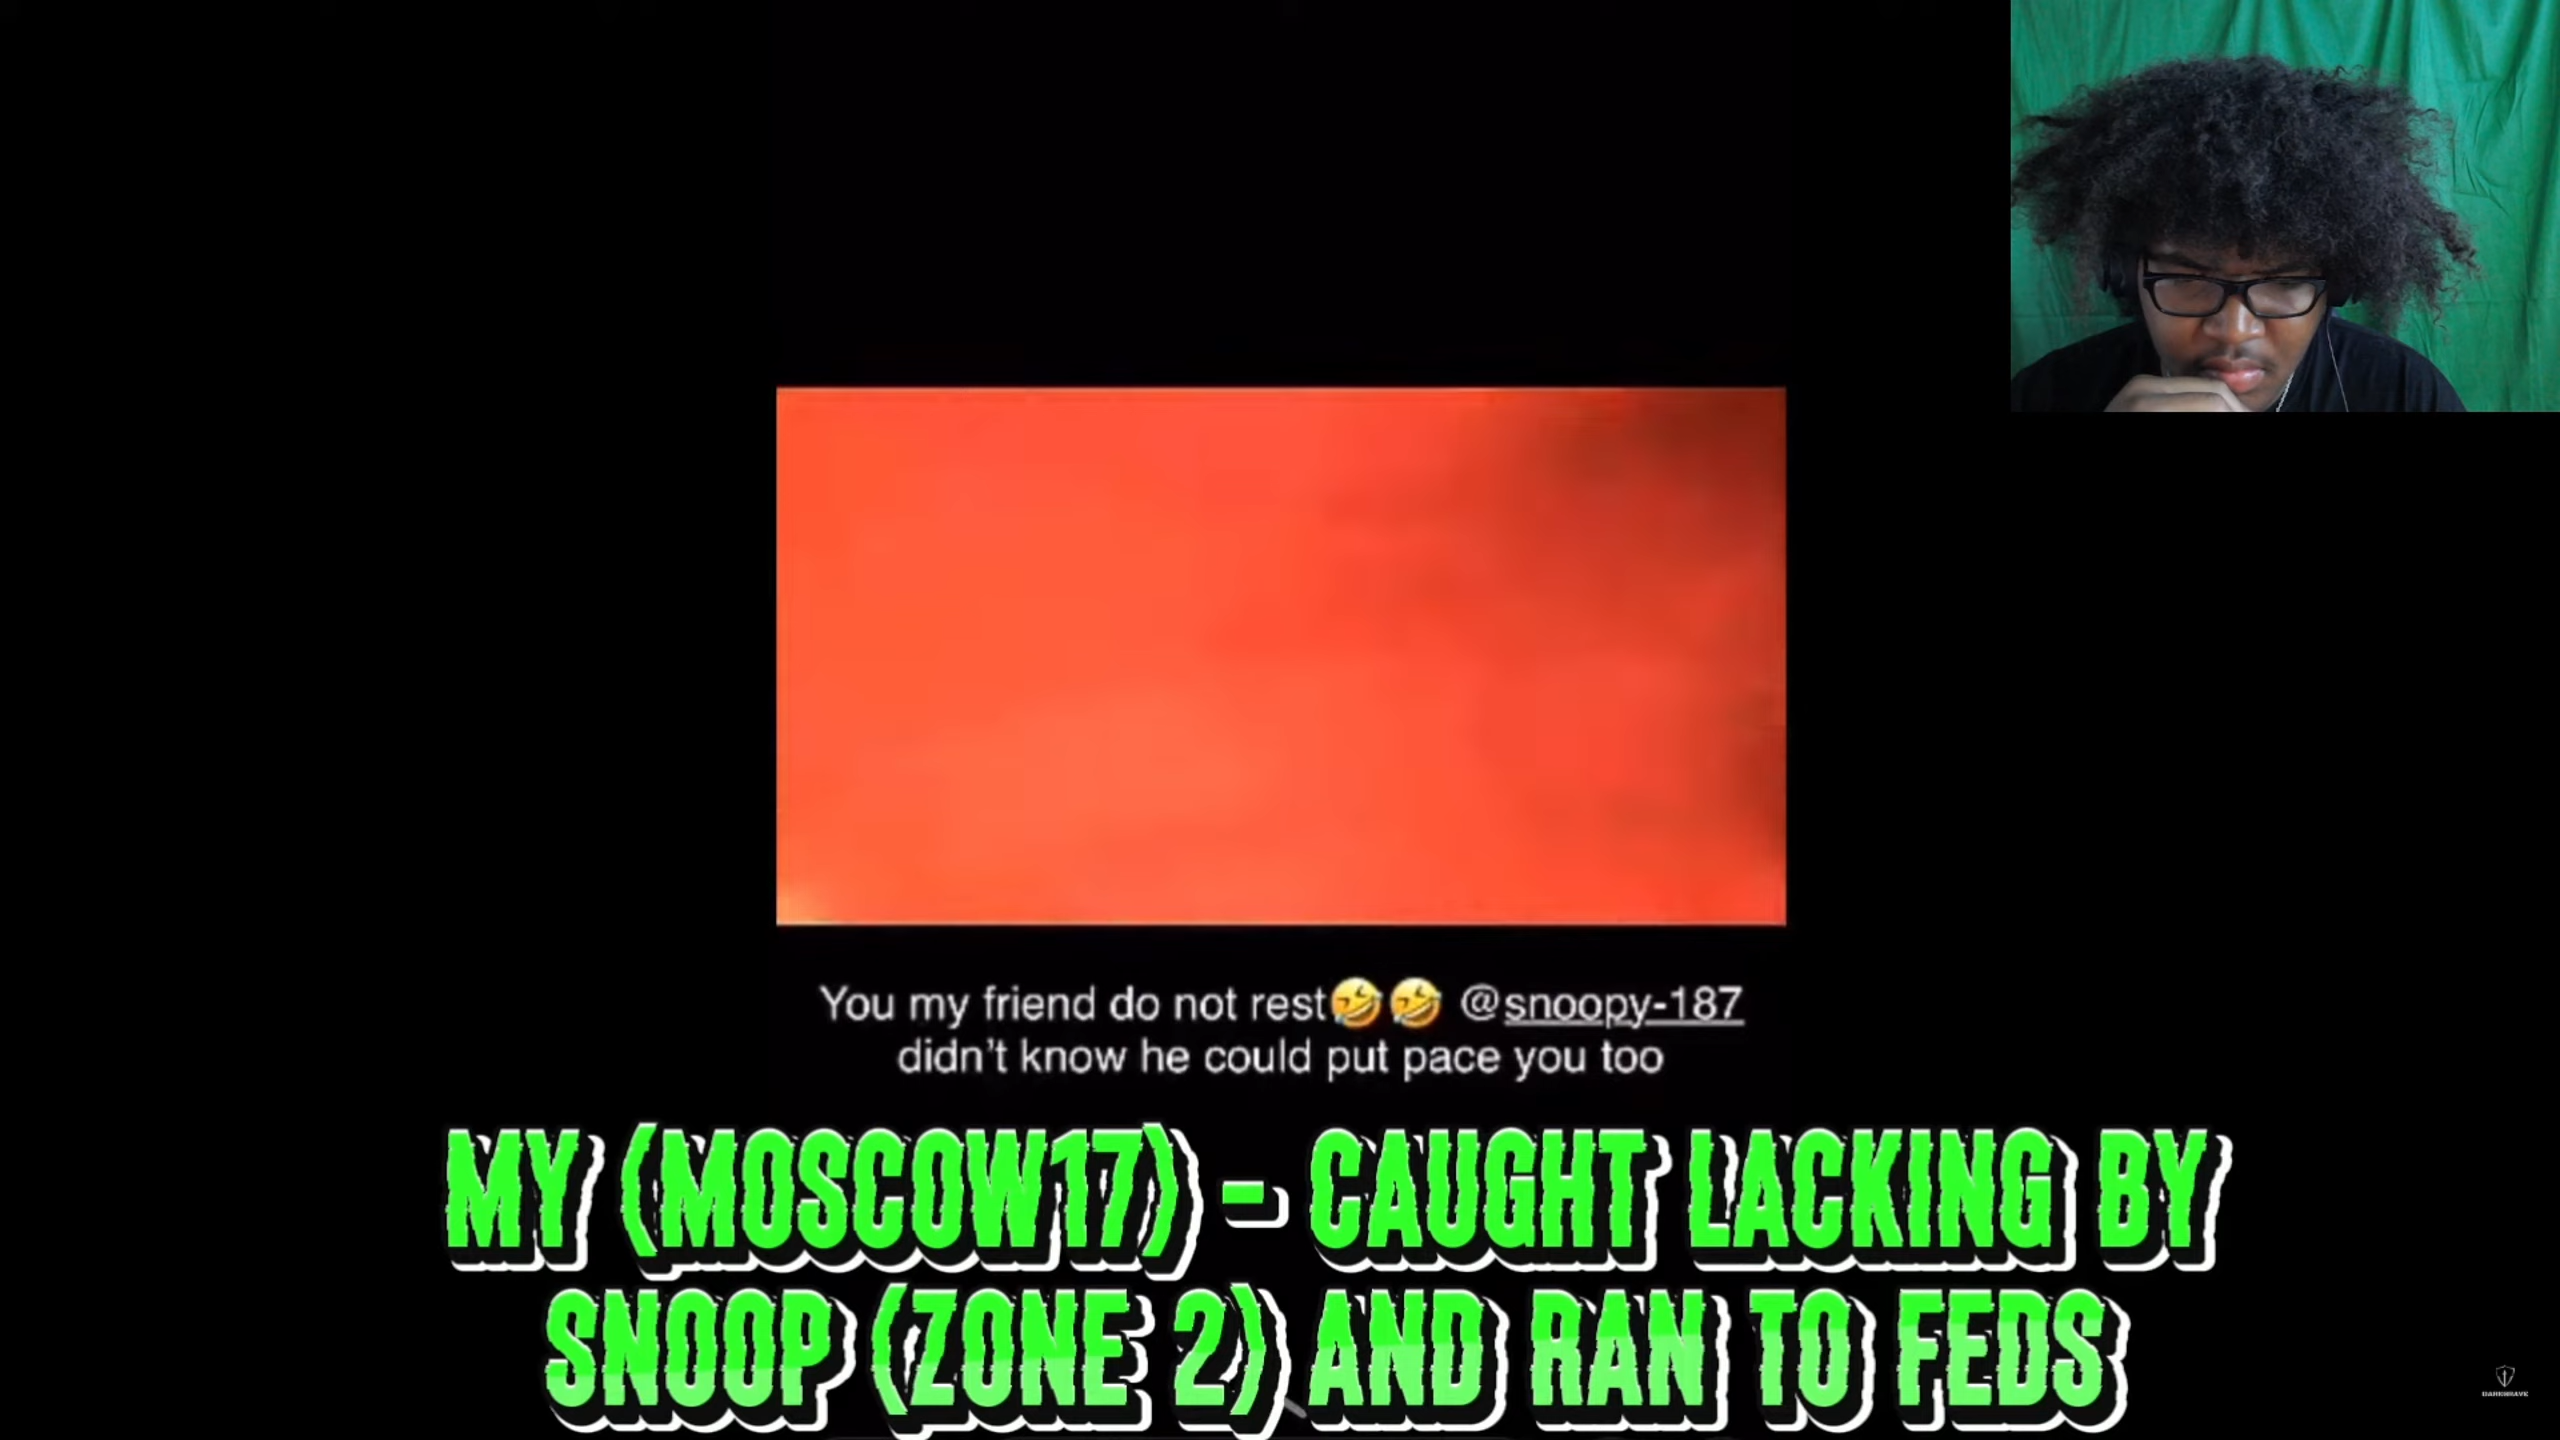 You my friend do not rest🤣🤣 @snoopy-187
didn't know he could put pace you too
MY (MOSCOW17) - CAUGHT LACKING BY
SNOOP (ZONE 2) AND RAN TO FEDS
DARKWAVE